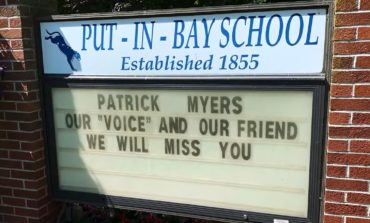 PUT - IN - BAY SCHOOL
Established 1855
PATRICK MYERS
OUR "VOICE" AND OUR FRIEND
WE WILL MISS YOU